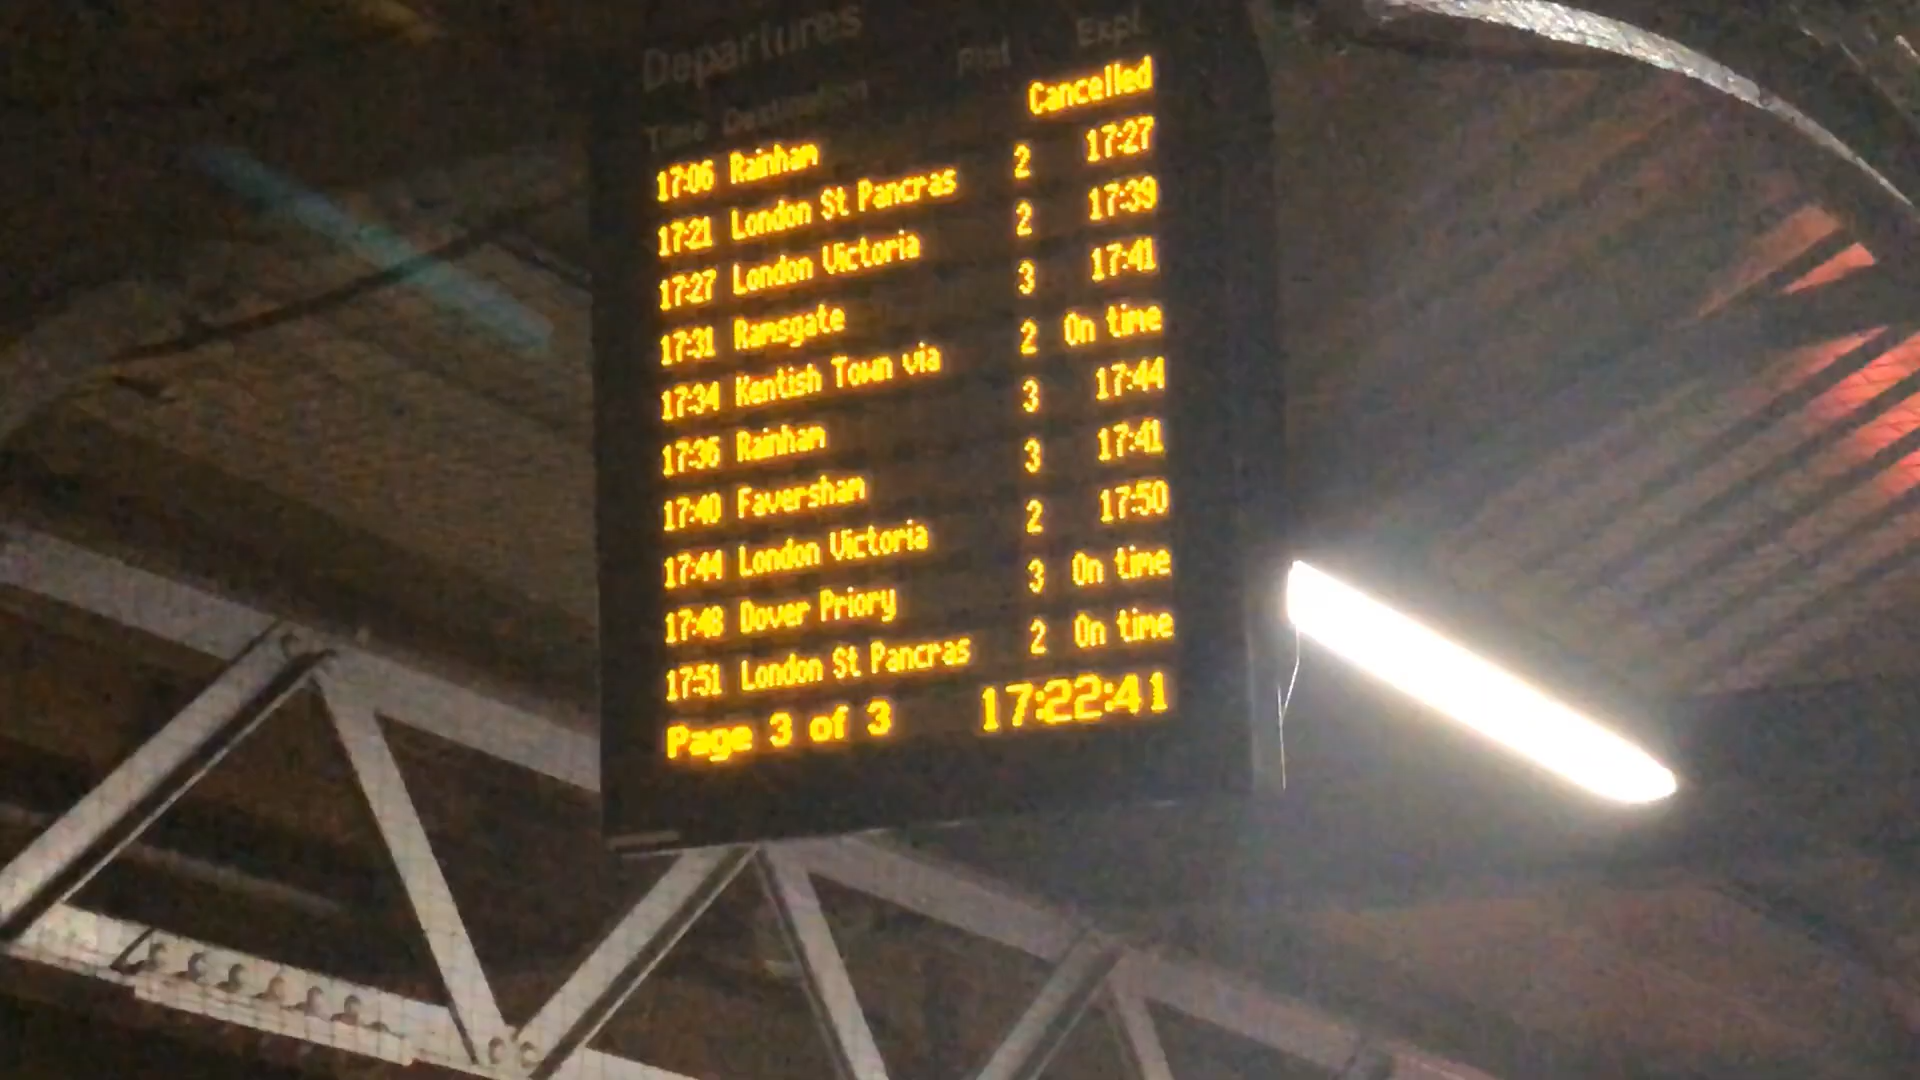 Departures
Time Destination Plat Expt
17:06 Rainham Cancelled
17:21 London St Pancras 2 17:27
17:27 London Victoria 2 17:39
17:31 Ramsgate 3 17:41
17:34 Kentish Town via 2 On time
17:36 Rainham 3 17:44
17:40 Faversham 3 17:41
17:44 London Victoria 2 17:50
17:48 Dover Priory 3 On time
17:51 London St Pancras 2 On time
Page 3 of 3 17:22:41